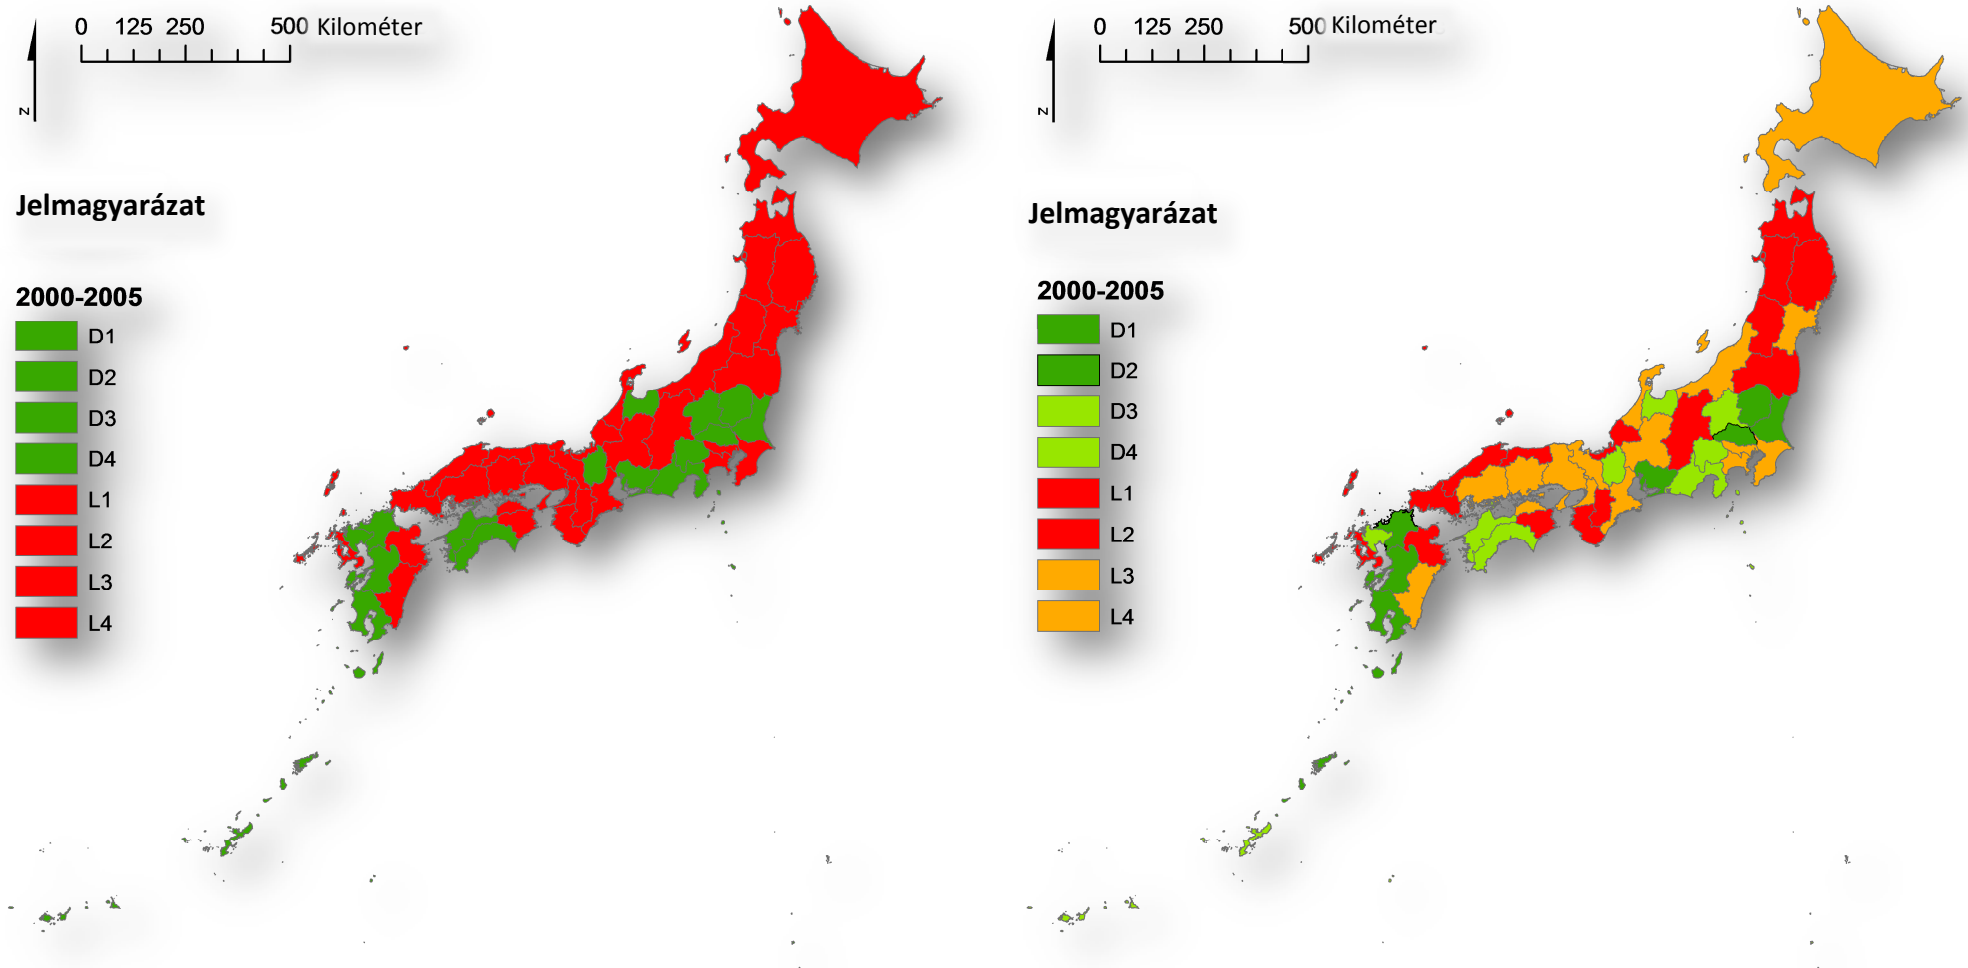 0 125 250 500 Kilométer
N
Jelmagyarázat
2000-2005
D1
D2
D3
D4
L1
L2
L3
L4
0 125 250 500 Kilométer
N
Jelmagyarázat
2000-2005
D1
D2
D3
D4
L1
L2
L3
L4